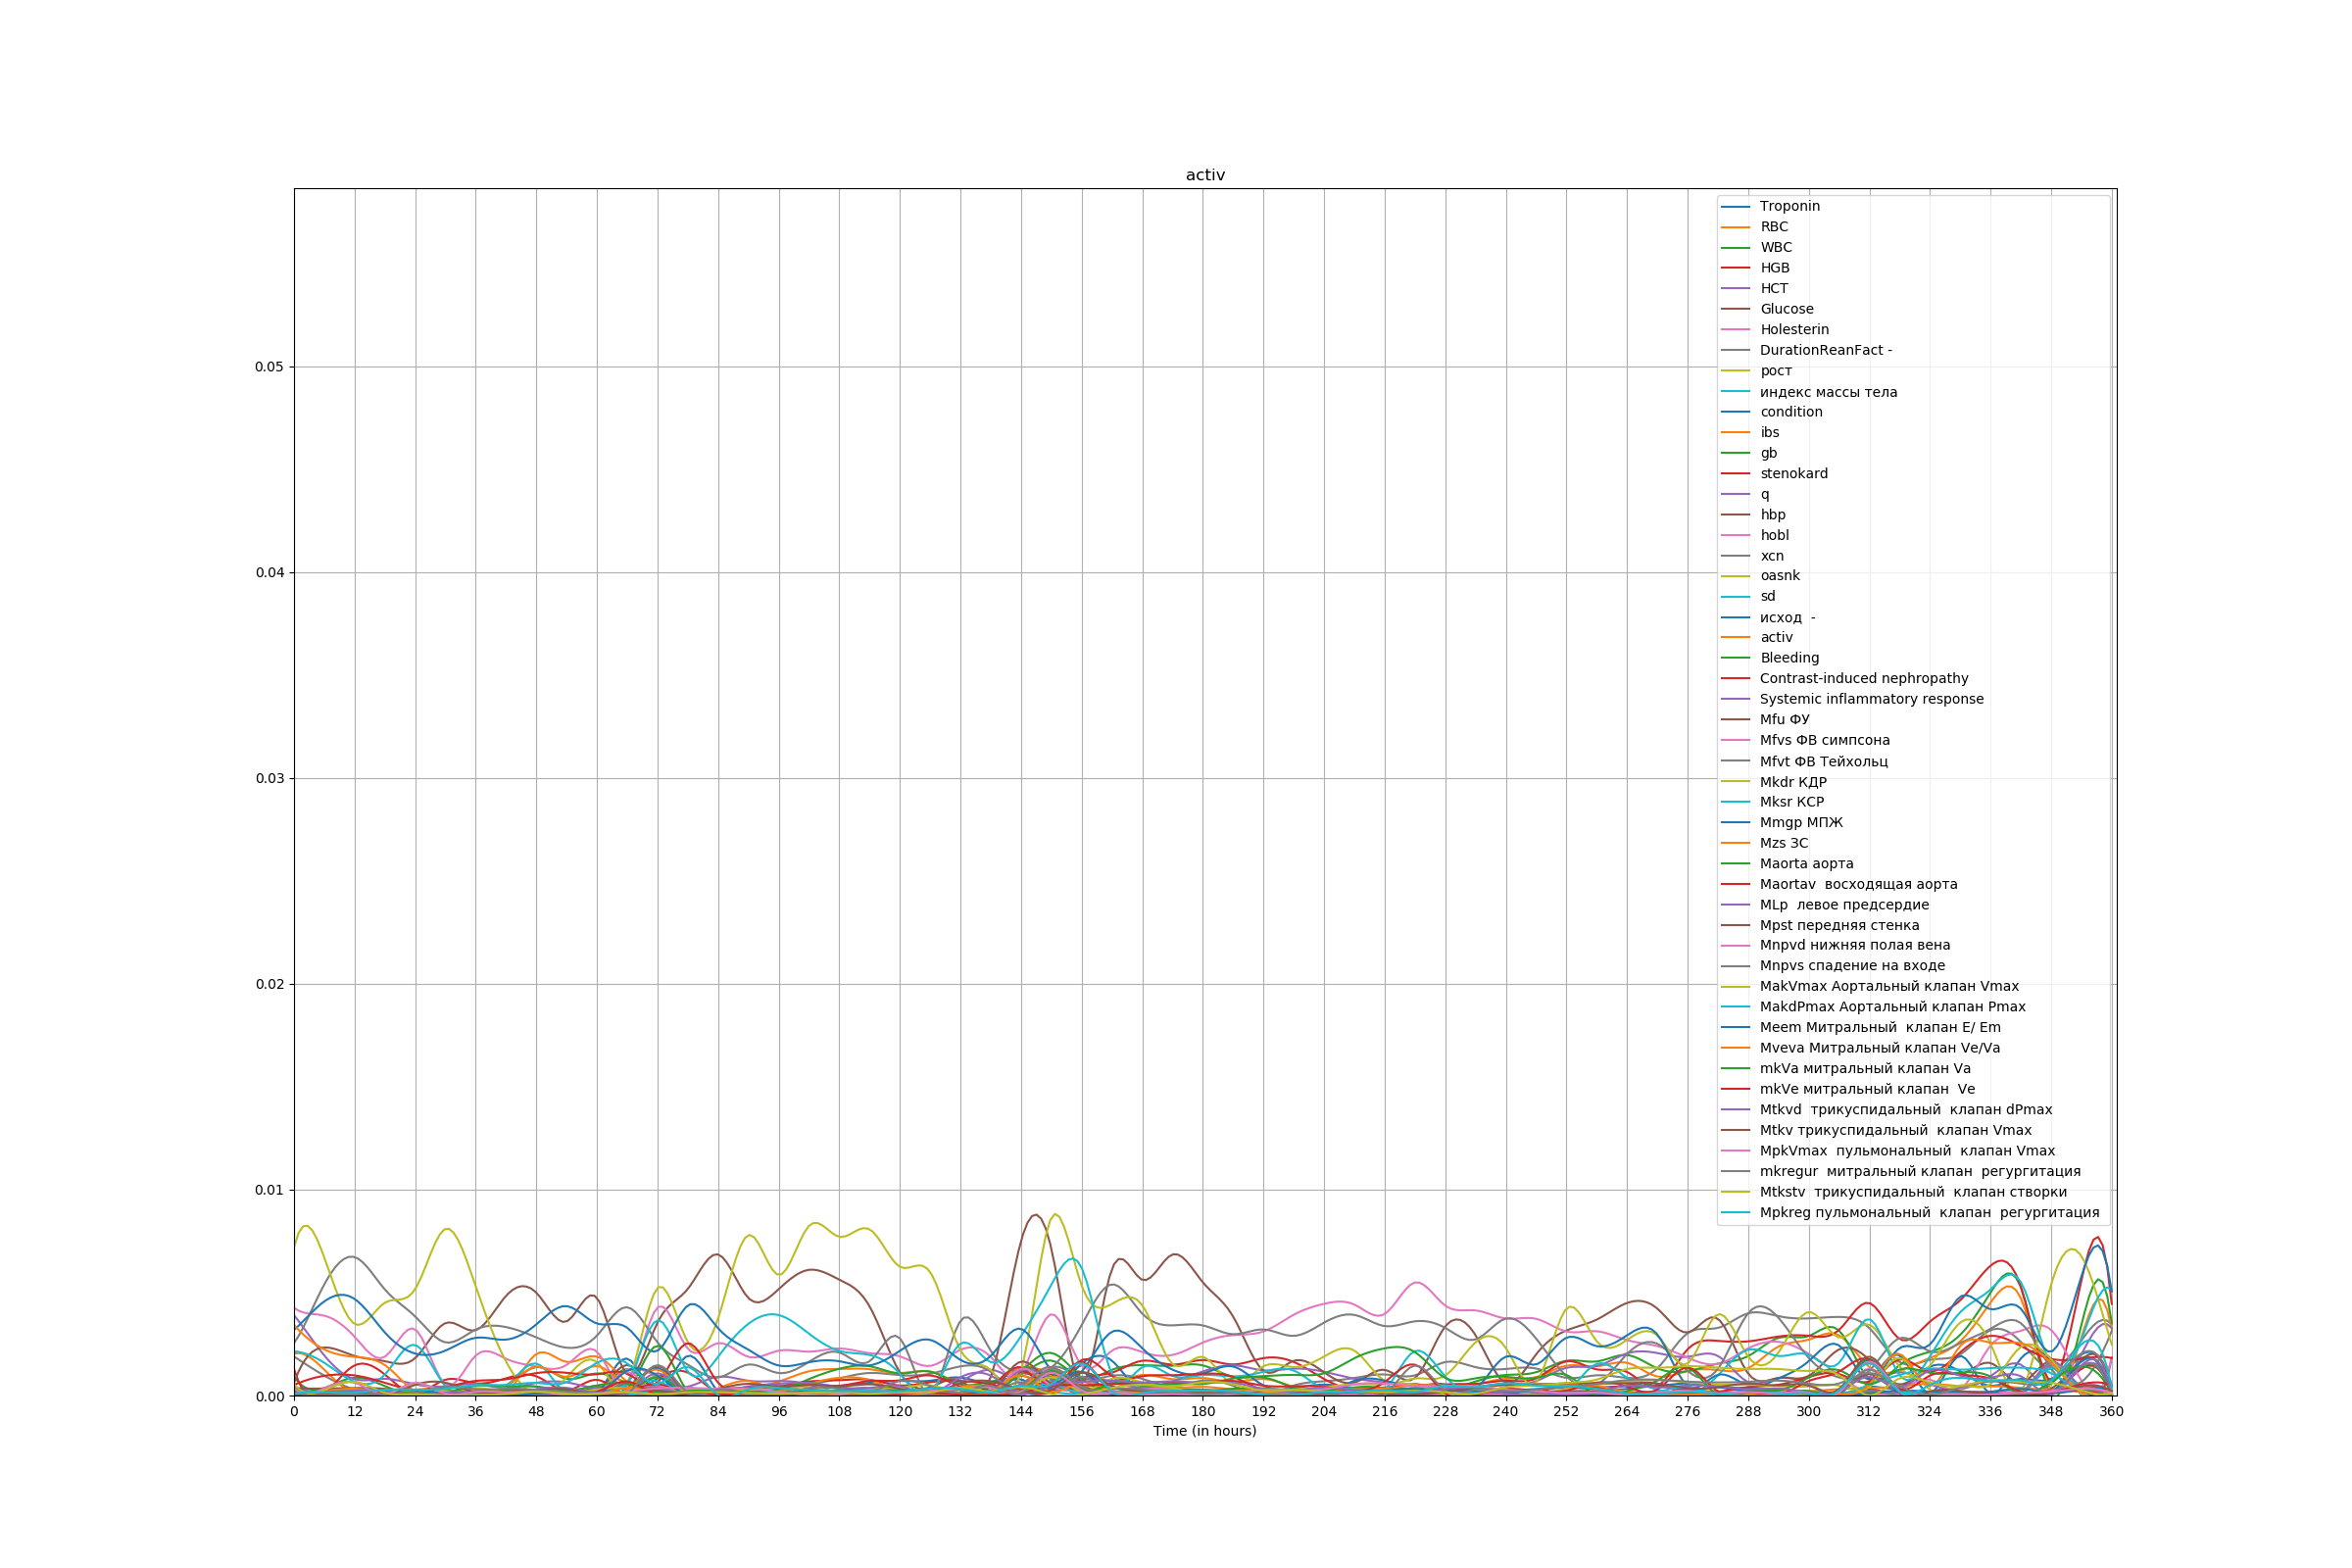 activ
0.05
0.04
0.03
0.02
0.01
0.00
Troponin
RBC
WBC
HGB
HCT
Glucose
Holesterin
DurationReanFact -
рост
индекс массы тела
condition
ibs
gb
stenokard
q
hbp
hobl
xcn
oasnk
sd
исход  -
activ
Bleeding
Contrast-induced nephropathy
Systemic inflammatory response
Mfu ФУ
Mfvs ФВ симпсона
Mfvt ФВ Тейхольц
Mkdr КДР
Mksr КСР
Mmgp МПЖ
Mzs ЗС
Maorta аорта
Maortav  восходящая аорта
MLp  левое предсердие
Mpst передняя стенка
Mnpvd нижняя полая вена
Mnpvs спадение на входе
MakVmax Аортальный клапан Vmax
MakdPmax Аортальный клапан Pmax
Meem Митральный  клапан E/ Em
Mveva Митральный клапан Ve/Va
mkVa митральный клапан Va
mkVe митральный клапан  Ve
Mtkvd  трикуспидальный  клапан dPmax
Mtkv трикуспидальный  клапан Vmax
MpkVmax  пульмональный  клапан Vmax
mkregur  митральный клапан  регургитация
Mtkstv  трикуспидальный  клапан створки
Mpkreg пульмональный  клапан  регургитация
0 12 24 36 48 60 72 84 96 108 120 132 144 156 168 180 192 204 216 228 240 252 264 276 288 300 312 324 336 348 360
Time (in hours)